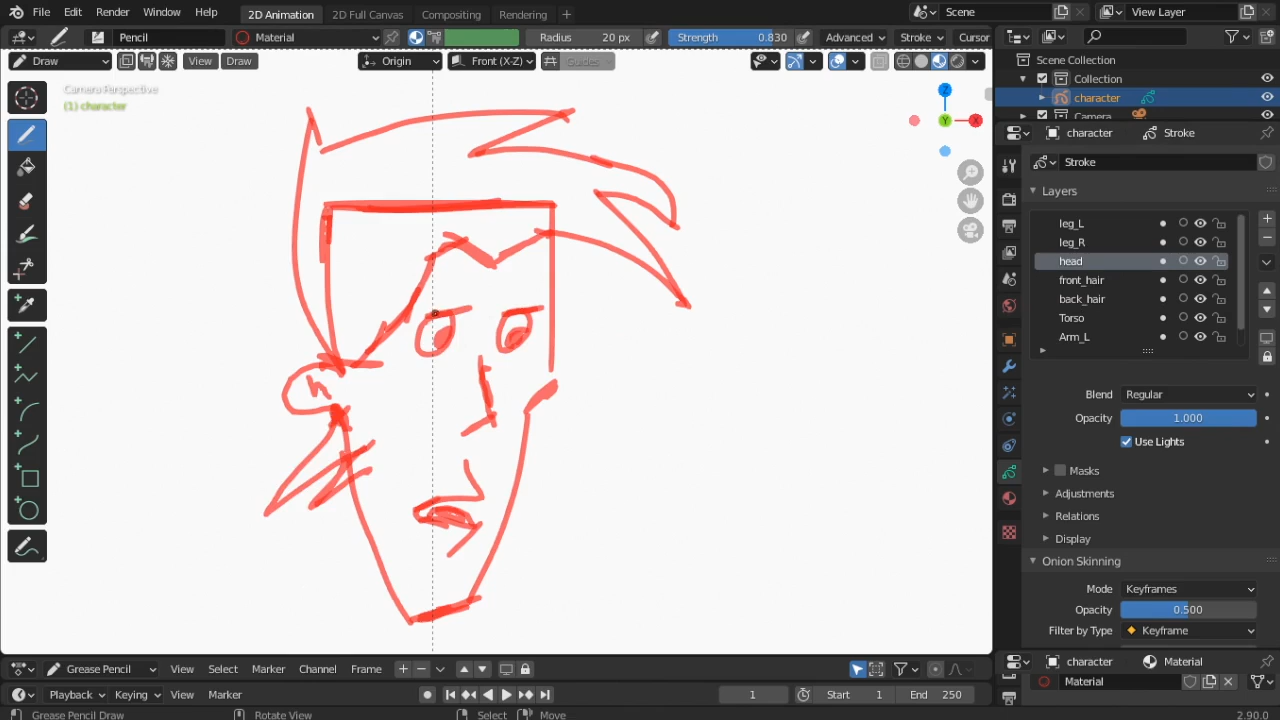 File Edit Render Window Help 2D Animation 2D Full Canvas Compositing Rendering + Scene View Layer
Pencil Material Radius 20 px Strength 0.830 Advanced Stroke Cursor
Draw View Draw Origin Front (X-Z) Guides
Camera Perspective
(1) character
Z
Y
X
Scene Collection
Collection
character
Camera
character Stroke
Stroke
Layers
leg_L
leg_R
head
front_hair
back_hair
Torso
Arm_L
Blend Regular
Opacity 1.000
Use Lights
Masks
Adjustments
Relations
Display
Onion Skinning
Mode Keyframes
Opacity 0.500
Filter by Type Keyframe
character Material
Material
Grease Pencil View Select Marker Channel Frame
Playback Keying View Marker 1 Start 1 End 250
Grease Pencil Draw Rotate View Select Move 2.90.0